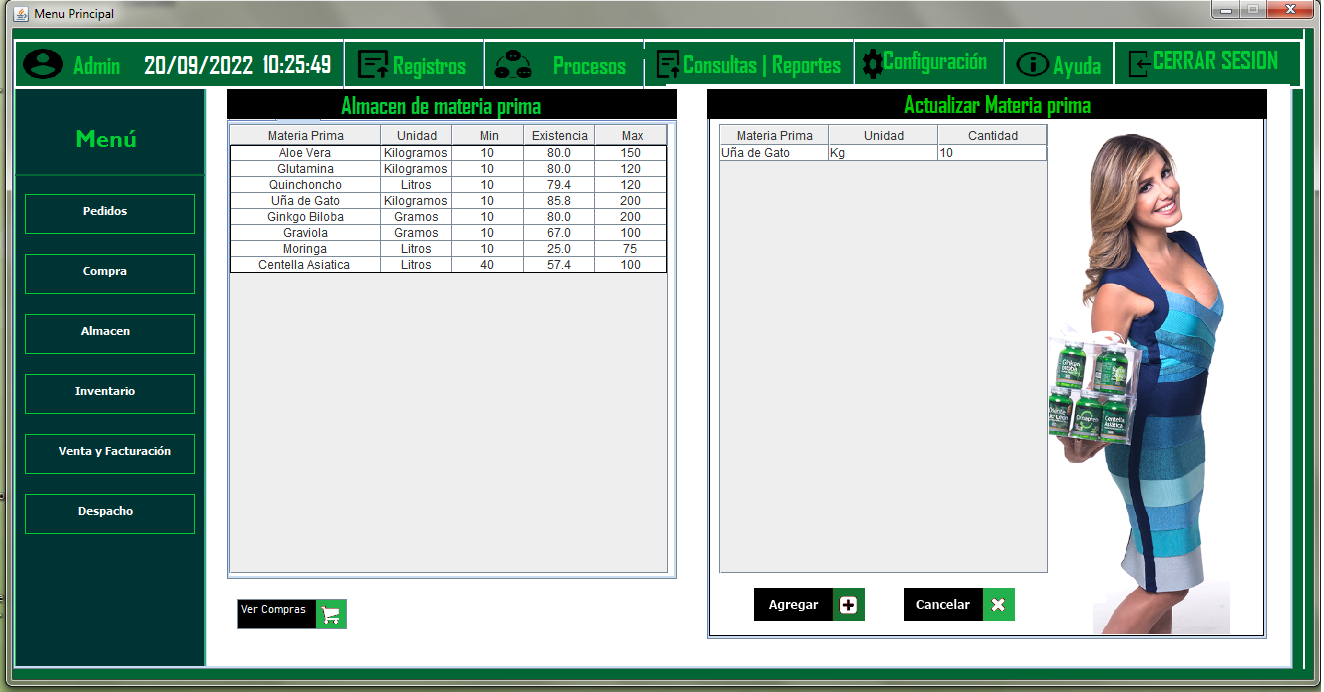 Menu Principal
Admin 20/09/2022 10:25:49 Registros Procesos Consultas | Reportes Configuración Ayuda CERRAR SESION
Menú
Pedidos
Compra
Almacen
Inventario
Venta y Facturación
Despacho
Almacen de materia prima
Materia Prima Unidad Min Existencia Max
Aloe Vera Kilogramos 10 80.0 150
Glutamina Kilogramos 10 80.0 120
Quinchoncho Litros 10 79.4 120
Uña de Gato Kilogramos 10 85.8 200
Ginkgo Biloba Gramos 10 80.0 200
Graviola Gramos 10 67.0 100
Moringa Litros 10 25.0 75
Centella Asiatica Litros 40 57.4 100
Ver Compras
Actualizar Materia prima
Materia Prima Unidad Cantidad
Uña de Gato Kg 10
Ginkgo
Biloba
Centella
Asiática
Agregar
Cancelar